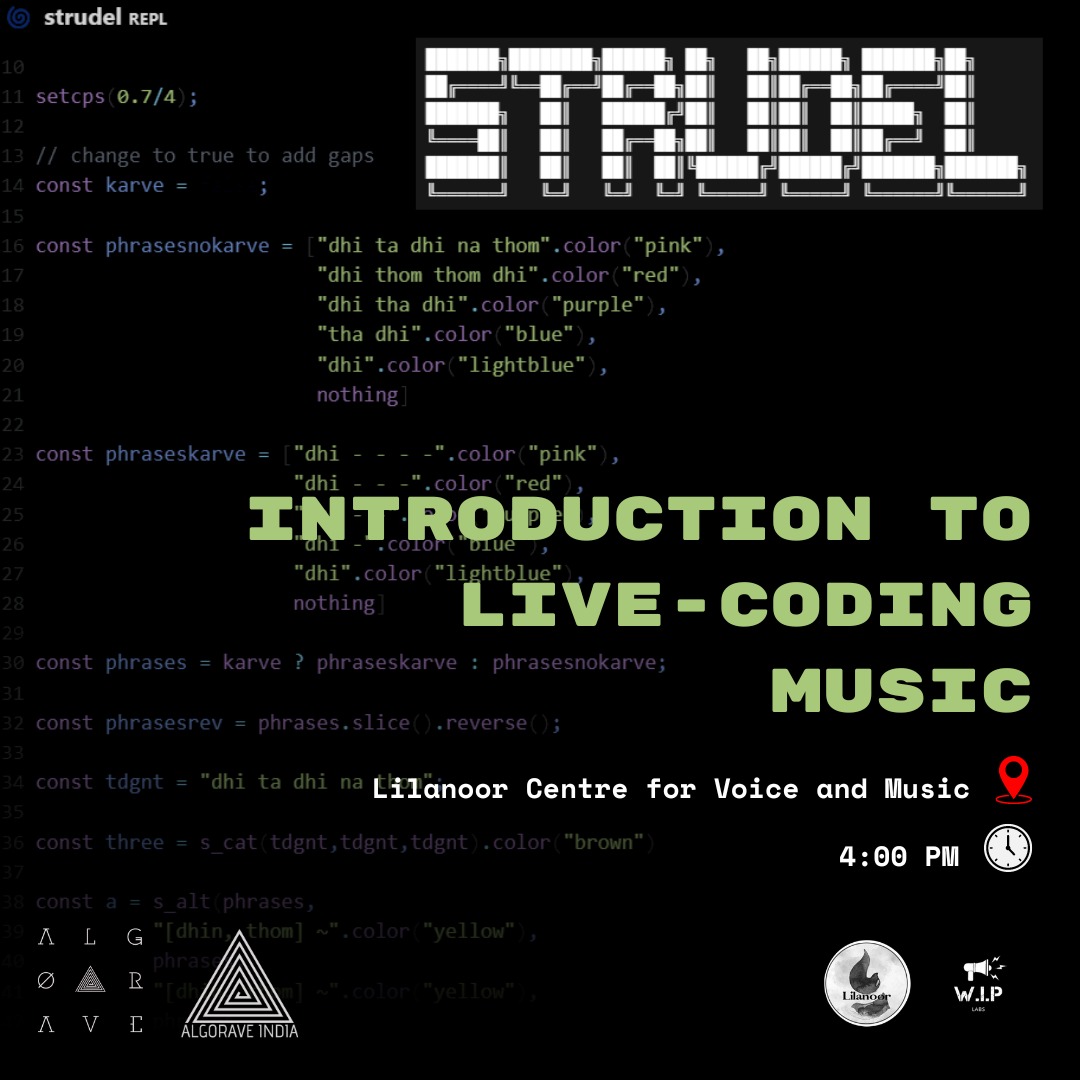 strudel REPL
STRUDEL
10
11 setcps(0.7/4);
12
13 // change to true to add gaps
14 const karve = ;
15
16 const phrasesnokarve = ["dhi ta dhi na thom".color("pink"),
17 "dhi thom thom dhi".color("red"),
18 "dhi tha dhi".color("purple"),
19 "tha dhi".color("blue"),
20 "dhi".color("lightblue"),
21 nothing]
22
23 const phraseskarve = ["dhi - - - -".color("pink"),
24 "dhi - - -".color("red"),
25
26 "dhi -".color("blue"),
27 "dhi".color("lightblue"),
28 nothing]
29
30 const phrases = karve ? phraseskarve : phrasesnokarve;
31
32 const phrasesrev = phrases.slice().reverse();
33
34 const tdgnt = "dhi ta dhi na thom";
35
36 const three = s_cat(tdgnt,tdgnt,tdgnt).color("brown")
37
38 const a = s_alt(phrases,
39 "[dhin, thom] ~".color("yellow"),
40
41 .color("yellow"),
INTRODUCTION TO
LIVE-CODING
MUSIC
Lilanoor Centre for Voice and Music
4:00 PM
Λ L G
Ø R
Λ V E
ALGORAVE INDIA
Lilanoor
W.I.P
LABS